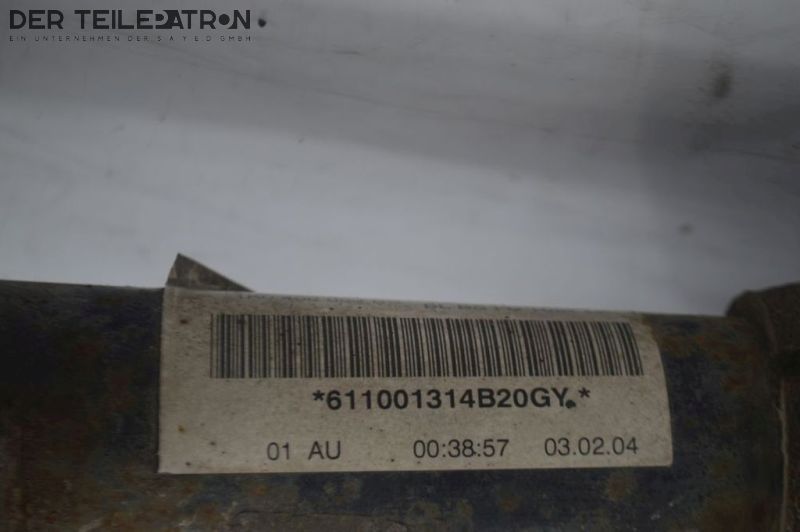 DER TEILEPATRON
EIN UNTERNEHMEN DER S A Y E D GMBH
*611001314B20GY.*
01 AU 00:38:57 03.02.04